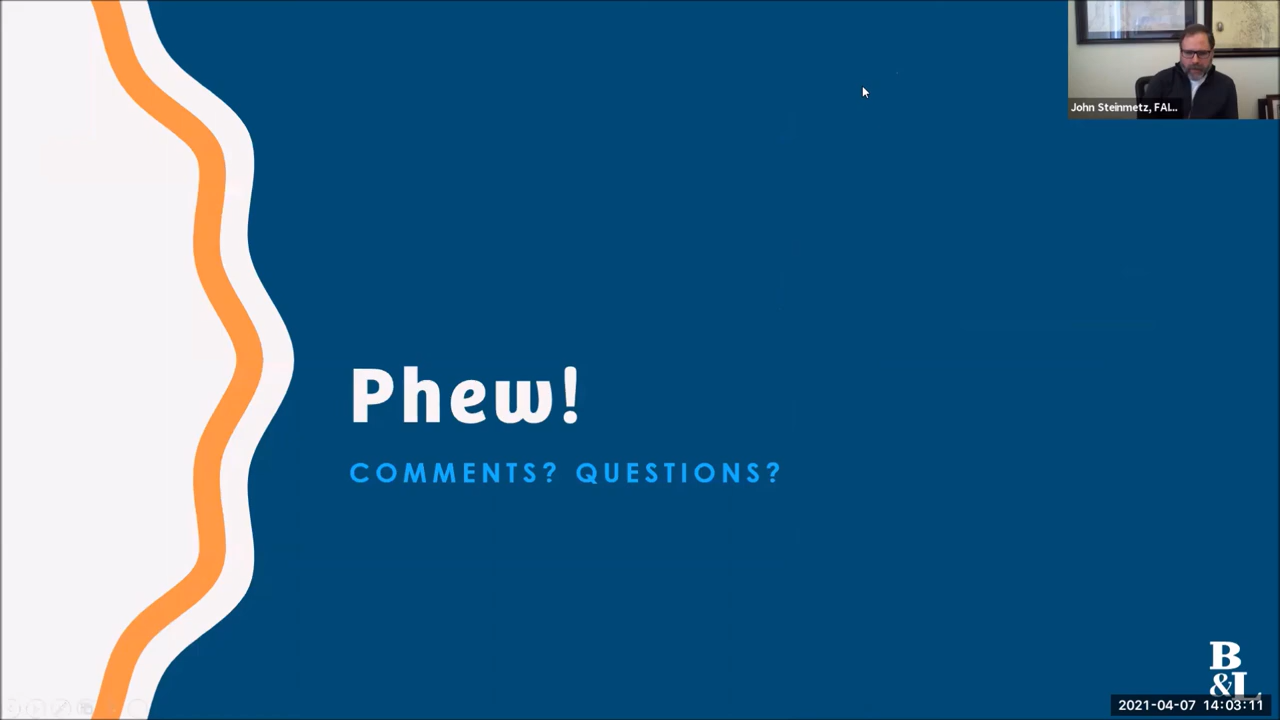 John Steinmetz, FAI...
Phew!
COMMENTS? QUESTIONS?
B
&L
2021-04-07 14:03:11